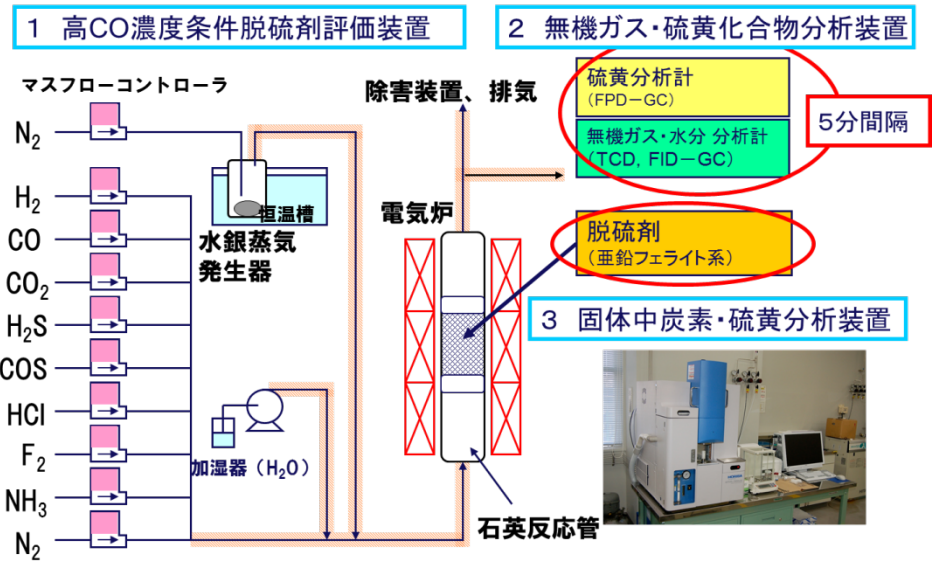 1 高CO濃度条件脱硫剤評価装置
2 無機ガス・硫黄化合物分析装置
マスフローコントローラ
除害装置、排気
硫黄分析計
(FPD-GC)
5分間隔
無機ガス・水分 分析計
(TCD, FID-GC)
N₂
H₂
CO
CO₂
H₂S
COS
HCl
F₂
NH₃
N₂
恒温槽
水銀蒸気
発生器
電気炉
脱硫剤
(亜鉛フェライト系)
3 固体中炭素・硫黄分析装置
加湿器 (H₂O)
石英反応管